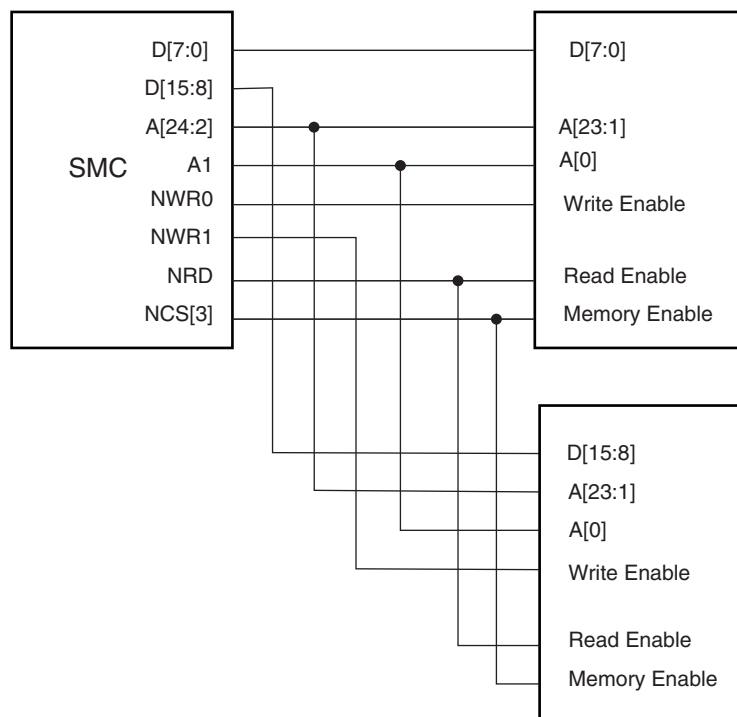 D[7:0] D[7:0]
D[15:8]
A[24:2] A[23:1]
SMC A1 A[0]
NWR0 Write Enable
NWR1
NRD Read Enable
NCS[3] Memory Enable
D[15:8]
A[23:1]
A[0]
Write Enable
Read Enable
Memory Enable